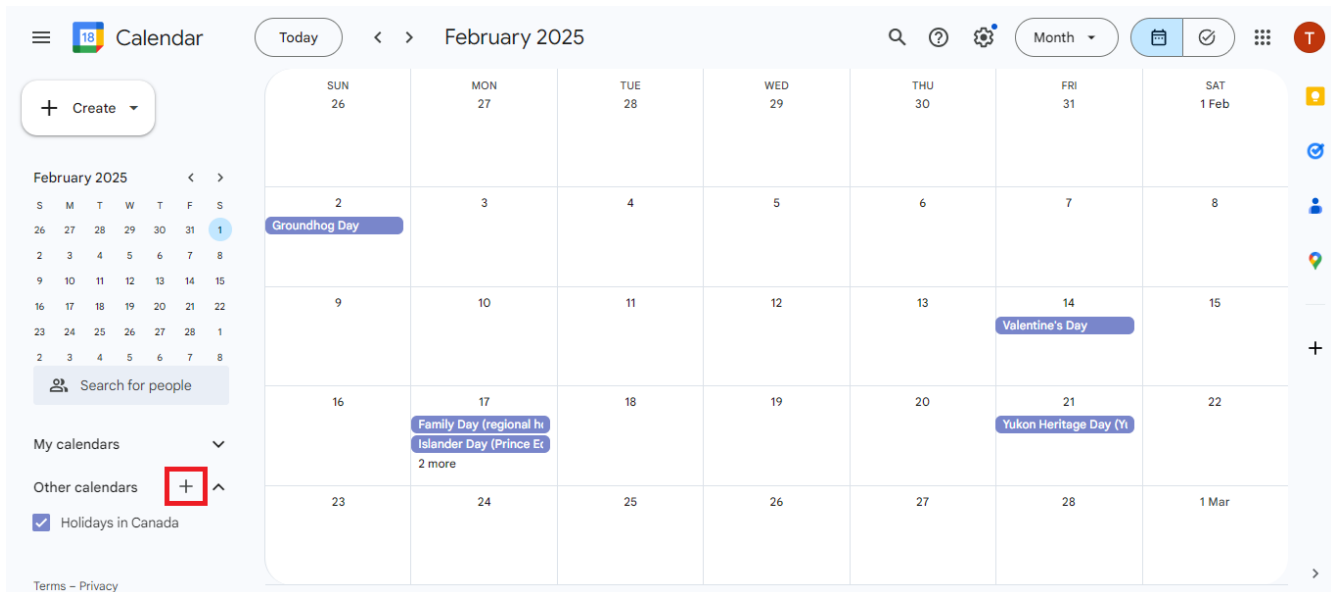 18 Calendar Today February 2025 Month T
Create
February 2025
S M T W T F S
26 27 28 29 30 31 1
2 3 4 5 6 7 8
9 10 11 12 13 14 15
16 17 18 19 20 21 22
23 24 25 26 27 28 1
2 3 4 5 6 7 8
Search for people
My calendars
Other calendars
Holidays in Canada
Terms – Privacy
SUN MON TUE WED THU FRI SAT
26 27 28 29 30 31 1 Feb
2 3 4 5 6 7 8
Groundhog Day
9 10 11 12 13 14 15
Valentine's Day
16 17 18 19 20 21 22
Family Day (regional h Yukon Heritage Day (Y
Islander Day (Prince E
2 more
23 24 25 26 27 28 1 Mar